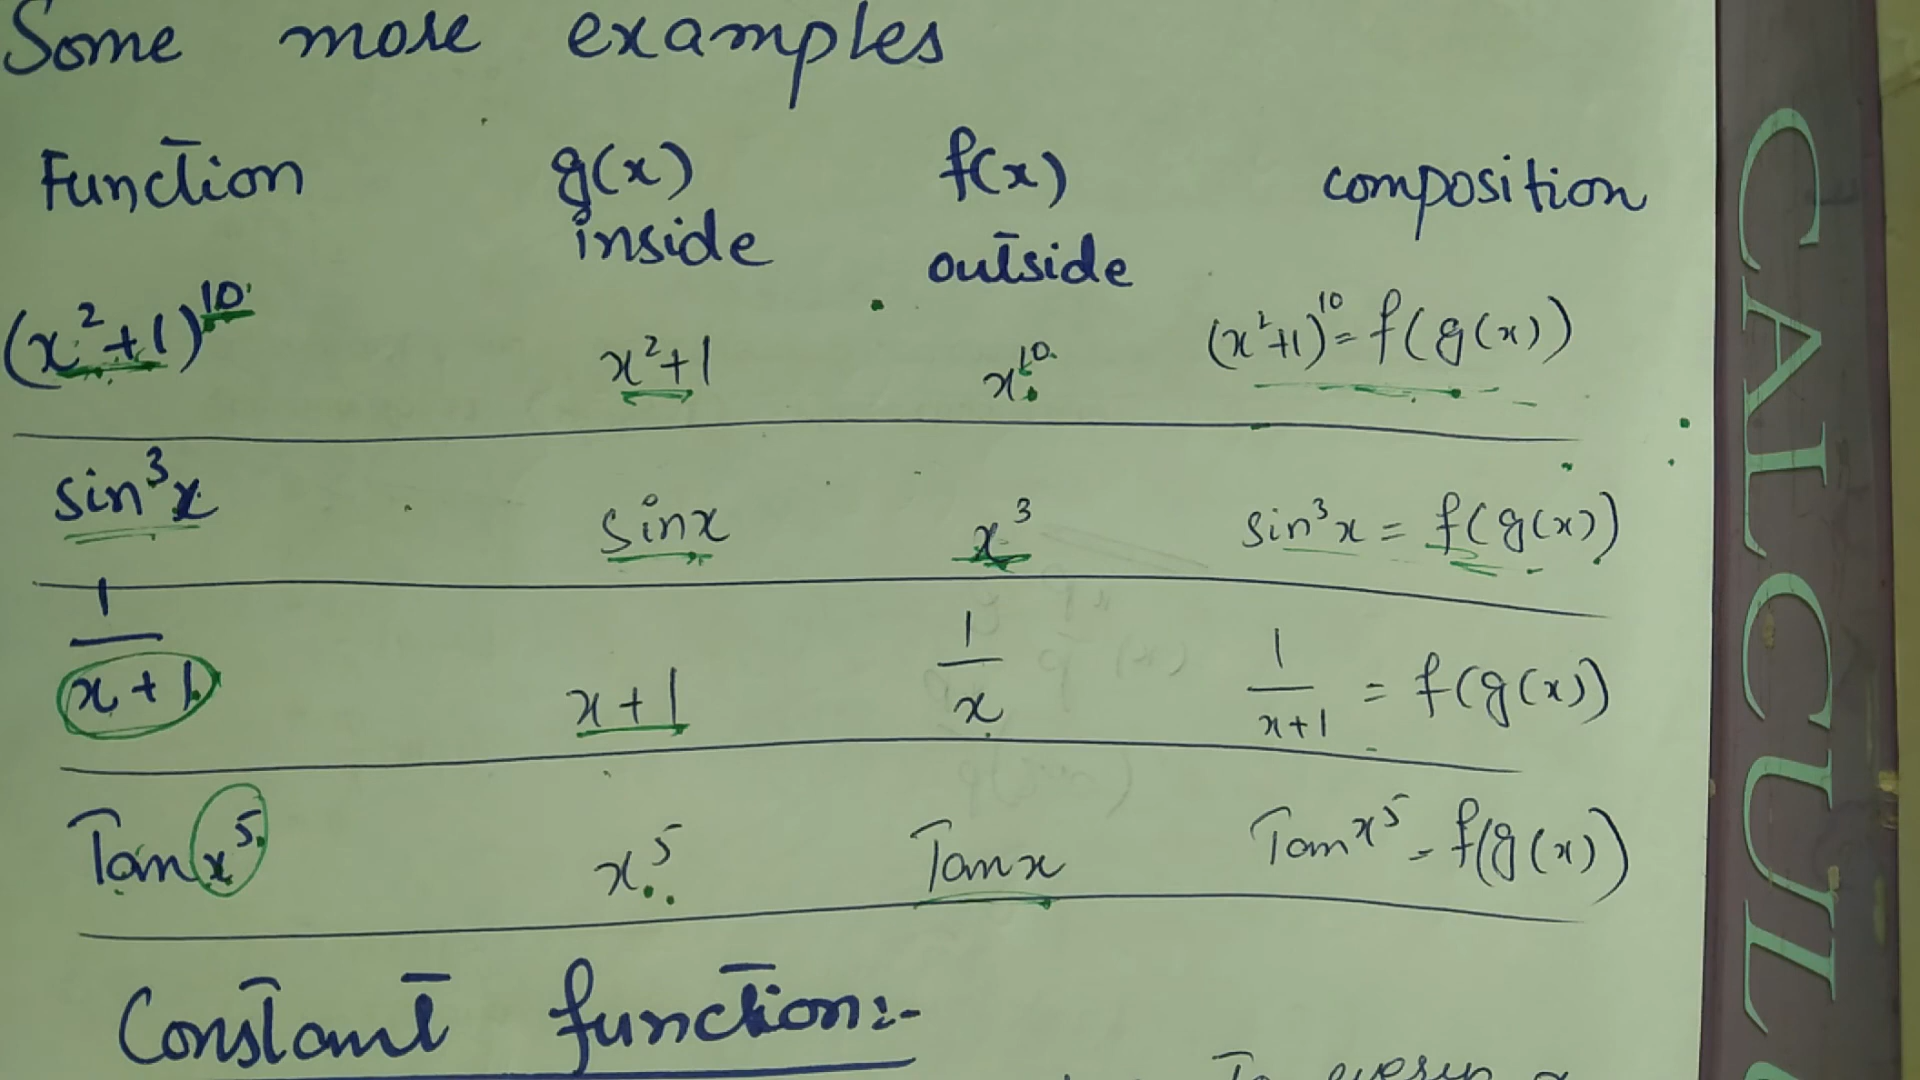 Some more examples
Function g(x) f(x) composition
inside outside
(x²+1)¹⁰ x²+1 x¹⁰ (x²+1)¹⁰ = f(g(x))
sin³x sinx x³ sin³x = f(g(x))
1/(x+1) x+1 1/x 1/(x+1) = f(g(x))
Tan x⁵ x⁵ Tan x Tan x⁵ = f(g(x))
Constant function:-
To
CALCUL